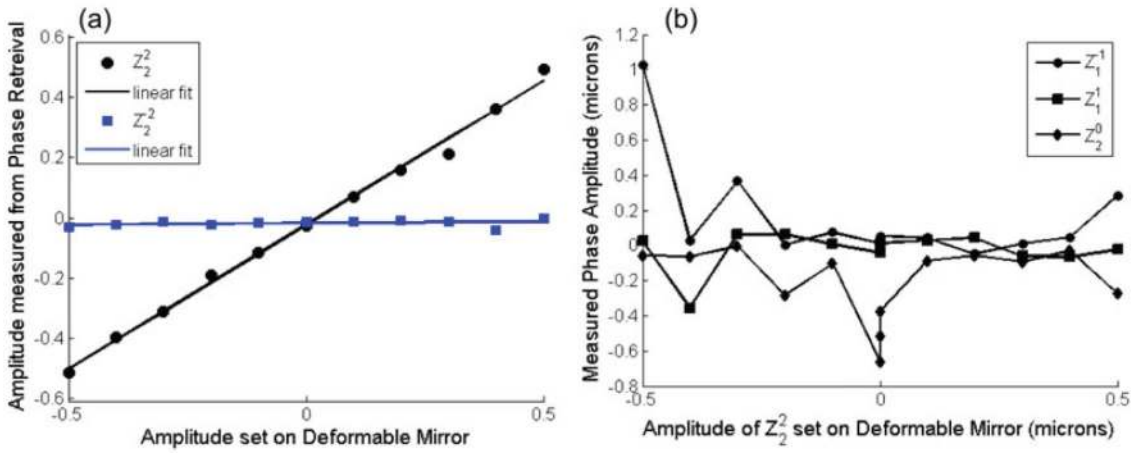 (a)
0.6
0.4
0.2
0
-0.2
-0.4
-0.6
-0.5
0
0.5
Z₂²
linear fit
Z₂⁻²
linear fit
Amplitude measured from Phase Retreival
Amplitude set on Deformable Mirror
(b)
1.2
1
0.8
0.6
0.4
0.2
0
-0.2
-0.4
-0.6
-0.8
-0.5
0
0.5
Z₁⁻¹
Z₁¹
Z₂⁰
Measured Phase Amplitude (microns)
Amplitude of Z₂² set on Deformable Mirror (microns)